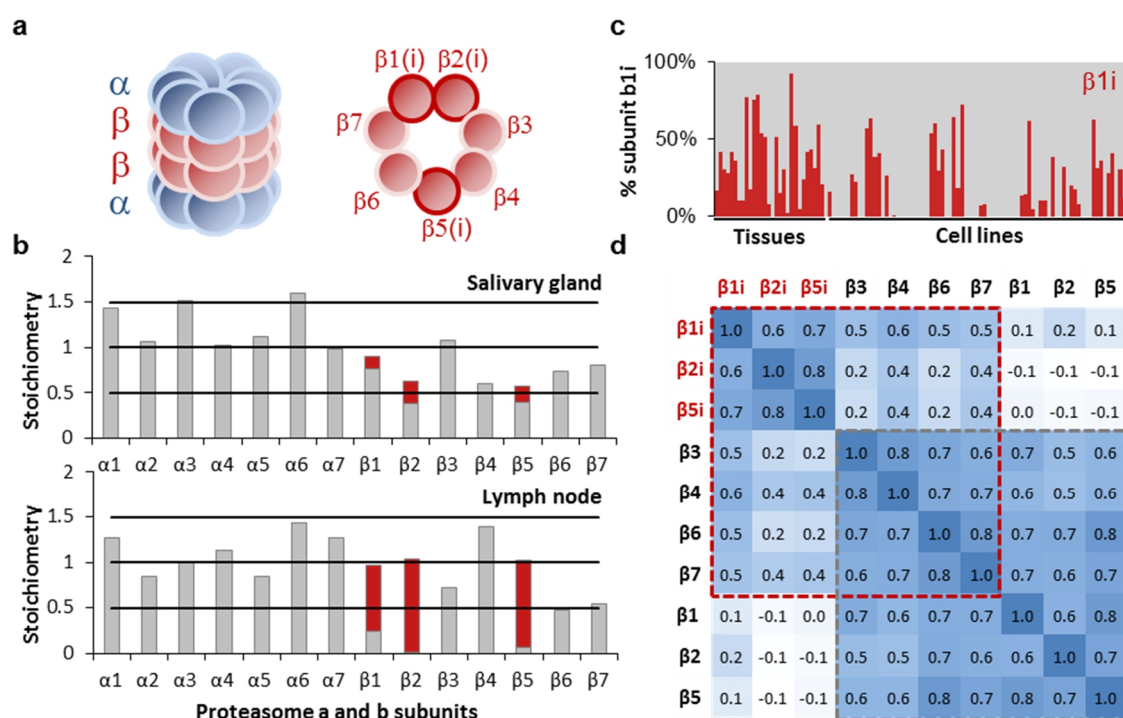 a
α
β
β
α
β1(i) β2(i)
β7 β3
β6 β4
β5(i)
b
Salivary gland
Stoichiometry
2
1.5
1
0.5
0
α1 α2 α3 α4 α5 α6 α7 β1 β2 β3 β4 β5 β6 β7
Lymph node
Stoichiometry
2
1.5
1
0.5
0
α1 α2 α3 α4 α5 α6 α7 β1 β2 β3 β4 β5 β6 β7
Proteasome a and b subunits
c
% subunit b1i
100%
50%
0%
β1i
Tissues Cell lines
d
β1i β2i β5i β3 β4 β6 β7 β1 β2 β5
β1i 1.0 0.6 0.7 0.5 0.6 0.5 0.5 0.1 0.2 0.1
β2i 0.6 1.0 0.8 0.2 0.4 0.2 0.4 -0.1 -0.1 -0.1
β5i 0.7 0.8 1.0 0.2 0.4 0.2 0.4 0.0 -0.1 -0.1
β3 0.5 0.2 0.2 1.0 0.8 0.7 0.6 0.7 0.5 0.6
β4 0.6 0.4 0.4 0.8 1.0 0.7 0.7 0.6 0.5 0.6
β6 0.5 0.2 0.2 0.7 0.7 1.0 0.8 0.7 0.7 0.8
β7 0.5 0.4 0.4 0.6 0.7 0.8 1.0 0.7 0.6 0.7
β1 0.1 -0.1 0.0 0.7 0.6 0.7 0.7 1.0 0.6 0.8
β2 0.2 -0.1 -0.1 0.5 0.5 0.7 0.6 0.6 1.0 0.7
β5 0.1 -0.1 -0.1 0.6 0.6 0.8 0.7 0.8 0.7 1.0